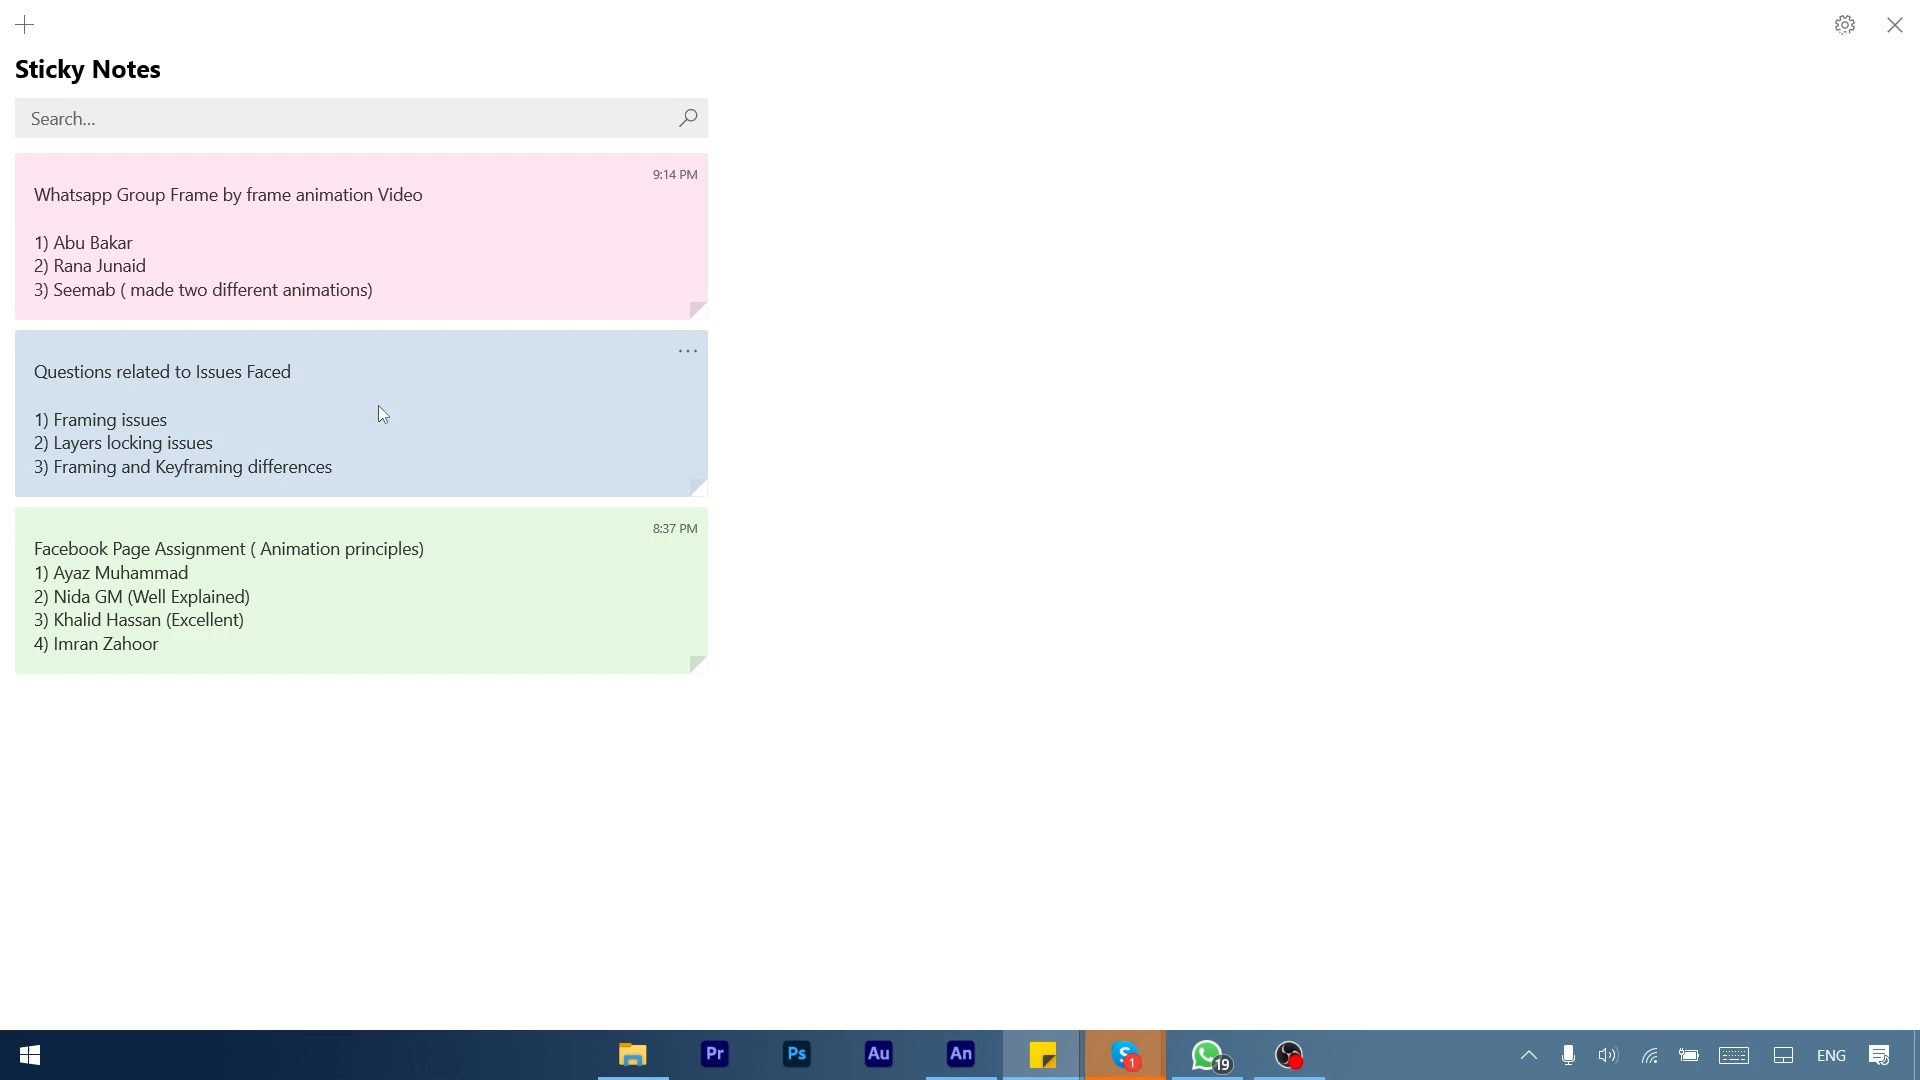 Sticky Notes
Search...
9:14 PM
Whatsapp Group Frame by frame animation Video
1) Abu Bakar
2) Rana Junaid
3) Seemab ( made two different animations)
...
Questions related to Issues Faced
1) Framing issues
2) Layers locking issues
3) Framing and Keyframing differences
8:37 PM
Facebook Page Assignment ( Animation principles)
1) Ayaz Muhammad
2) Nida GM (Well Explained)
3) Khalid Hassan (Excellent)
4) Imran Zahoor
Pr Ps Au An S 1 19 ENG